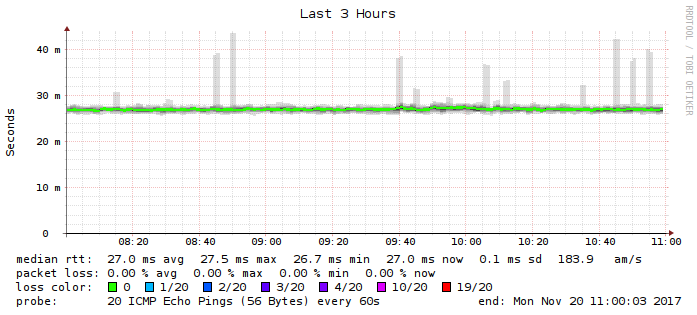 Last 3 Hours
RRDTOOL / TOBI OETIKER
Seconds
40 m
30 m
20 m
10 m
0
08:20 08:40 09:00 09:20 09:40 10:00 10:20 10:40 11:00
median rtt: 27.0 ms avg 27.5 ms max 26.7 ms min 27.0 ms now 0.1 ms sd 183.9 am/s
packet loss: 0.00 % avg 0.00 % max 0.00 % min 0.00 % now
loss color: 0 1/20 2/20 3/20 4/20 10/20 19/20
probe: 20 ICMP Echo Pings (56 Bytes) every 60s end: Mon Nov 20 11:00:03 2017